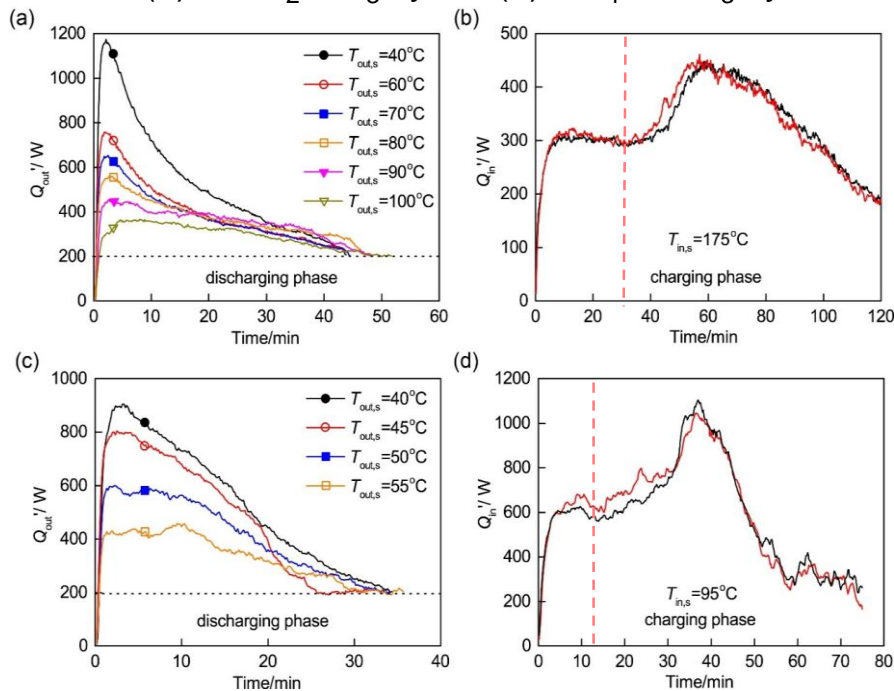 (a)
1200
1000
800
600
400
200
0
Q_out'/ W
T_out,s=40°C
T_out,s=60°C
T_out,s=70°C
T_out,s=80°C
T_out,s=90°C
T_out,s=100°C
discharging phase
0 10 20 30 40 50 60
Time/min
(b)
500
400
300
200
100
0
Q_in'/ W
T_in,s=175°C
charging phase
0 20 40 60 80 100 120
Time/min
(c)
1000
800
600
400
200
0
Q_out'/ W
T_out,s=40°C
T_out,s=45°C
T_out,s=50°C
T_out,s=55°C
discharging phase
0 10 20 30 40
Time/min
(d)
1200
1000
800
600
400
200
0
Q_in'/ W
T_in,s=95°C
charging phase
0 10 20 30 40 50 60 70 80
Time/min